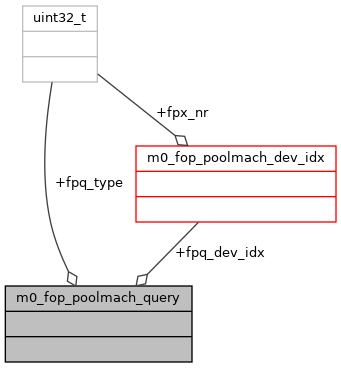 uint32_t
+fpx_nr
m0_fop_poolmach_dev_idx
+fpq_type
+fpq_dev_idx
m0_fop_poolmach_query